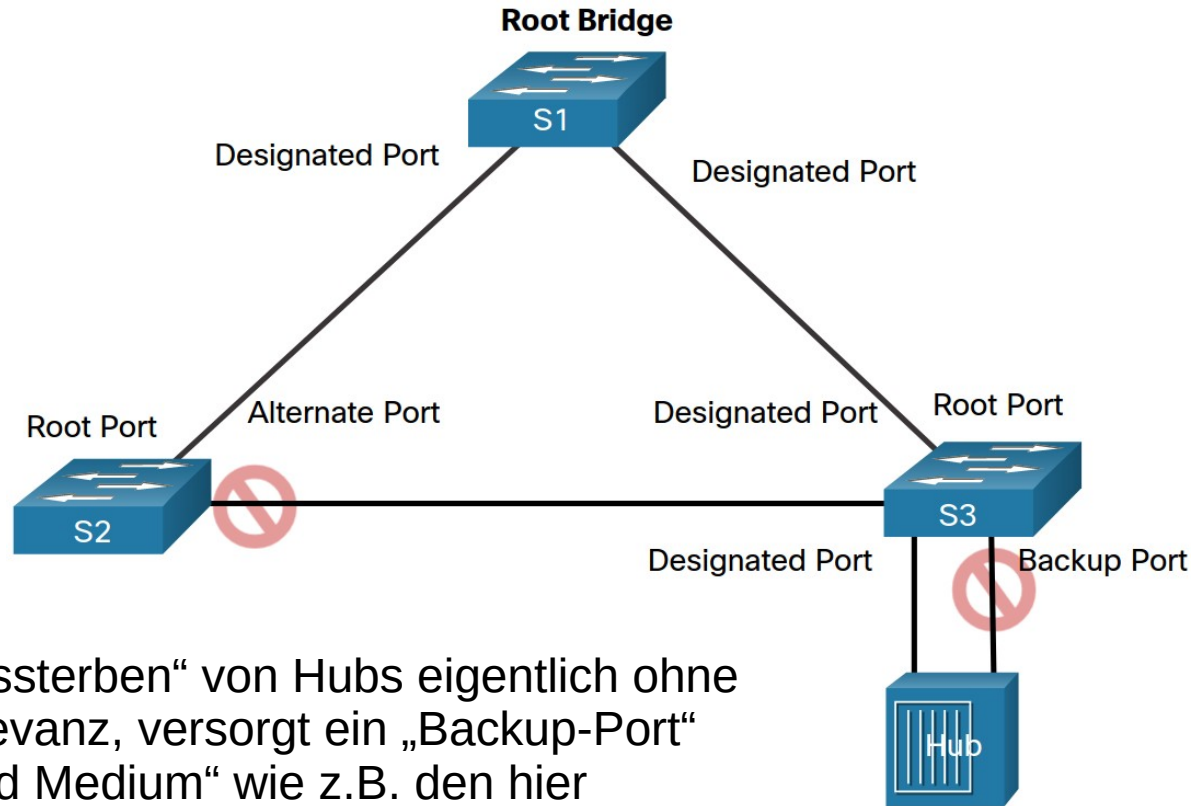 Root Bridge
S1
Designated Port
Designated Port
Root Port
Alternate Port
Designated Port
Root Port
S2
S3
Designated Port
Backup Port
ssterben“ von Hubs eigentlich ohne
evanz, versorgt ein „Backup-Port“
d Medium“ wie z.B. den hier
Hub